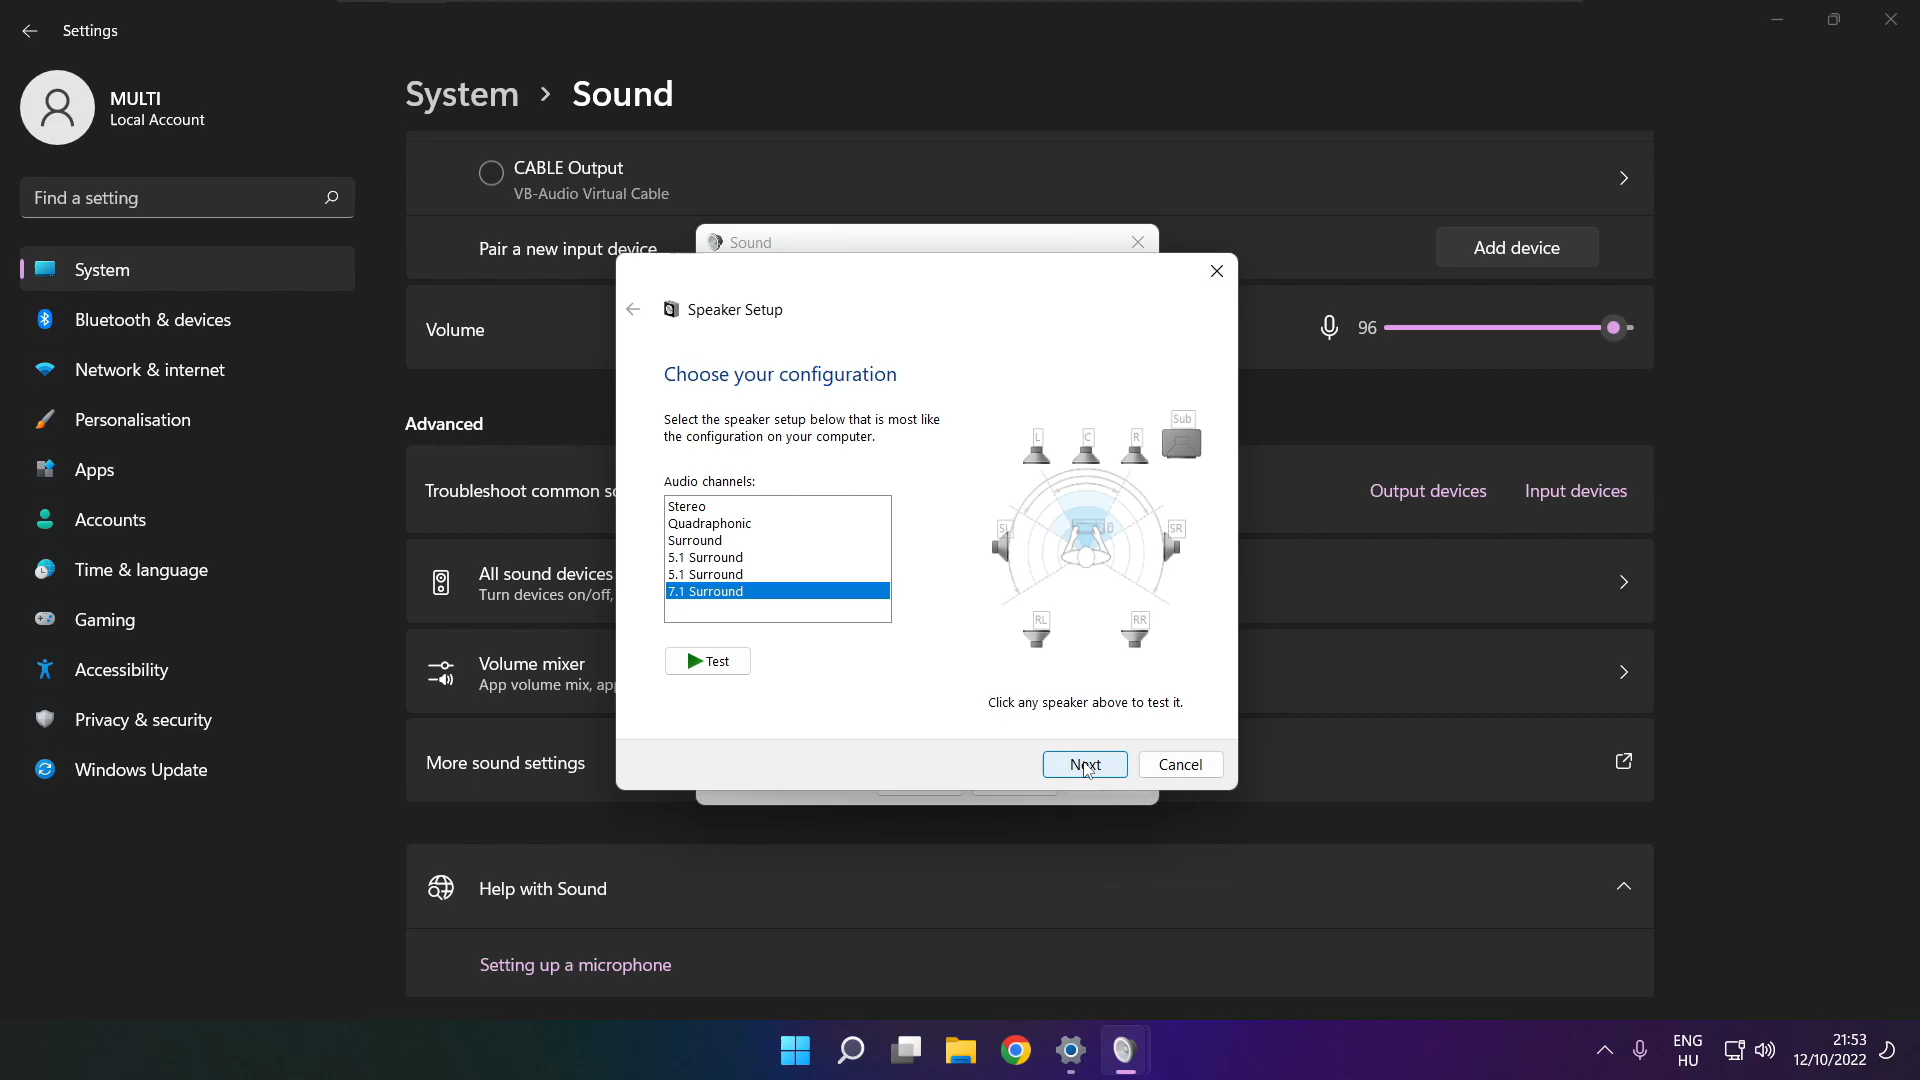 Settings
MULTI
Local Account
Find a setting
System
Bluetooth & devices
Network & internet
Personalisation
Apps
Accounts
Time & language
Gaming
Accessibility
Privacy & security
Windows Update
System > Sound
CABLE Output
VB-Audio Virtual Cable
Pair a new input device
Add device
Volume
96
Advanced
Troubleshoot common
Output devices
Input devices
All sound devices
Turn devices on/off,
Volume mixer
App volume mix,
More sound settings
Help with Sound
Setting up a microphone
Sound
Speaker Setup
Choose your configuration
Select the speaker setup below that is most like
the configuration on your computer.
Audio channels:
Stereo
Quadraphonic
Surround
5.1 Surround
5.1 Surround
7.1 Surround
Test
L
C
R
Sub
SL
SR
RL
RR
Click any speaker above to test it.
Next
Cancel
ENG
HU
21:53
12/10/2022